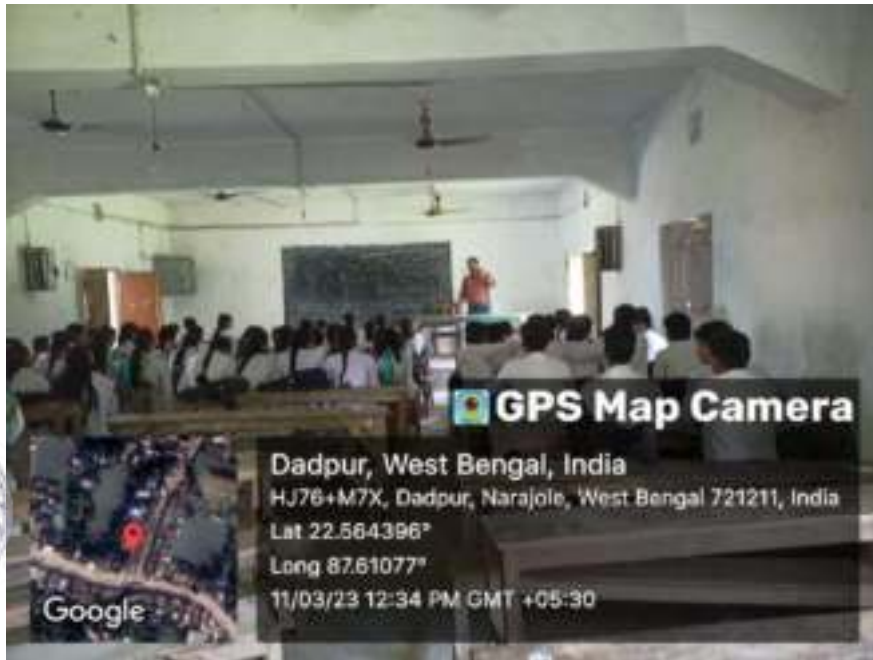 GPS Map Camera
Dadpur, West Bengal, India
HJ76+M7X, Dadpur, Narajole, West Bengal 721211, India
Lat 22.564396°
Long 87.61077°
11/03/23 12:34 PM GMT +05:30
Google